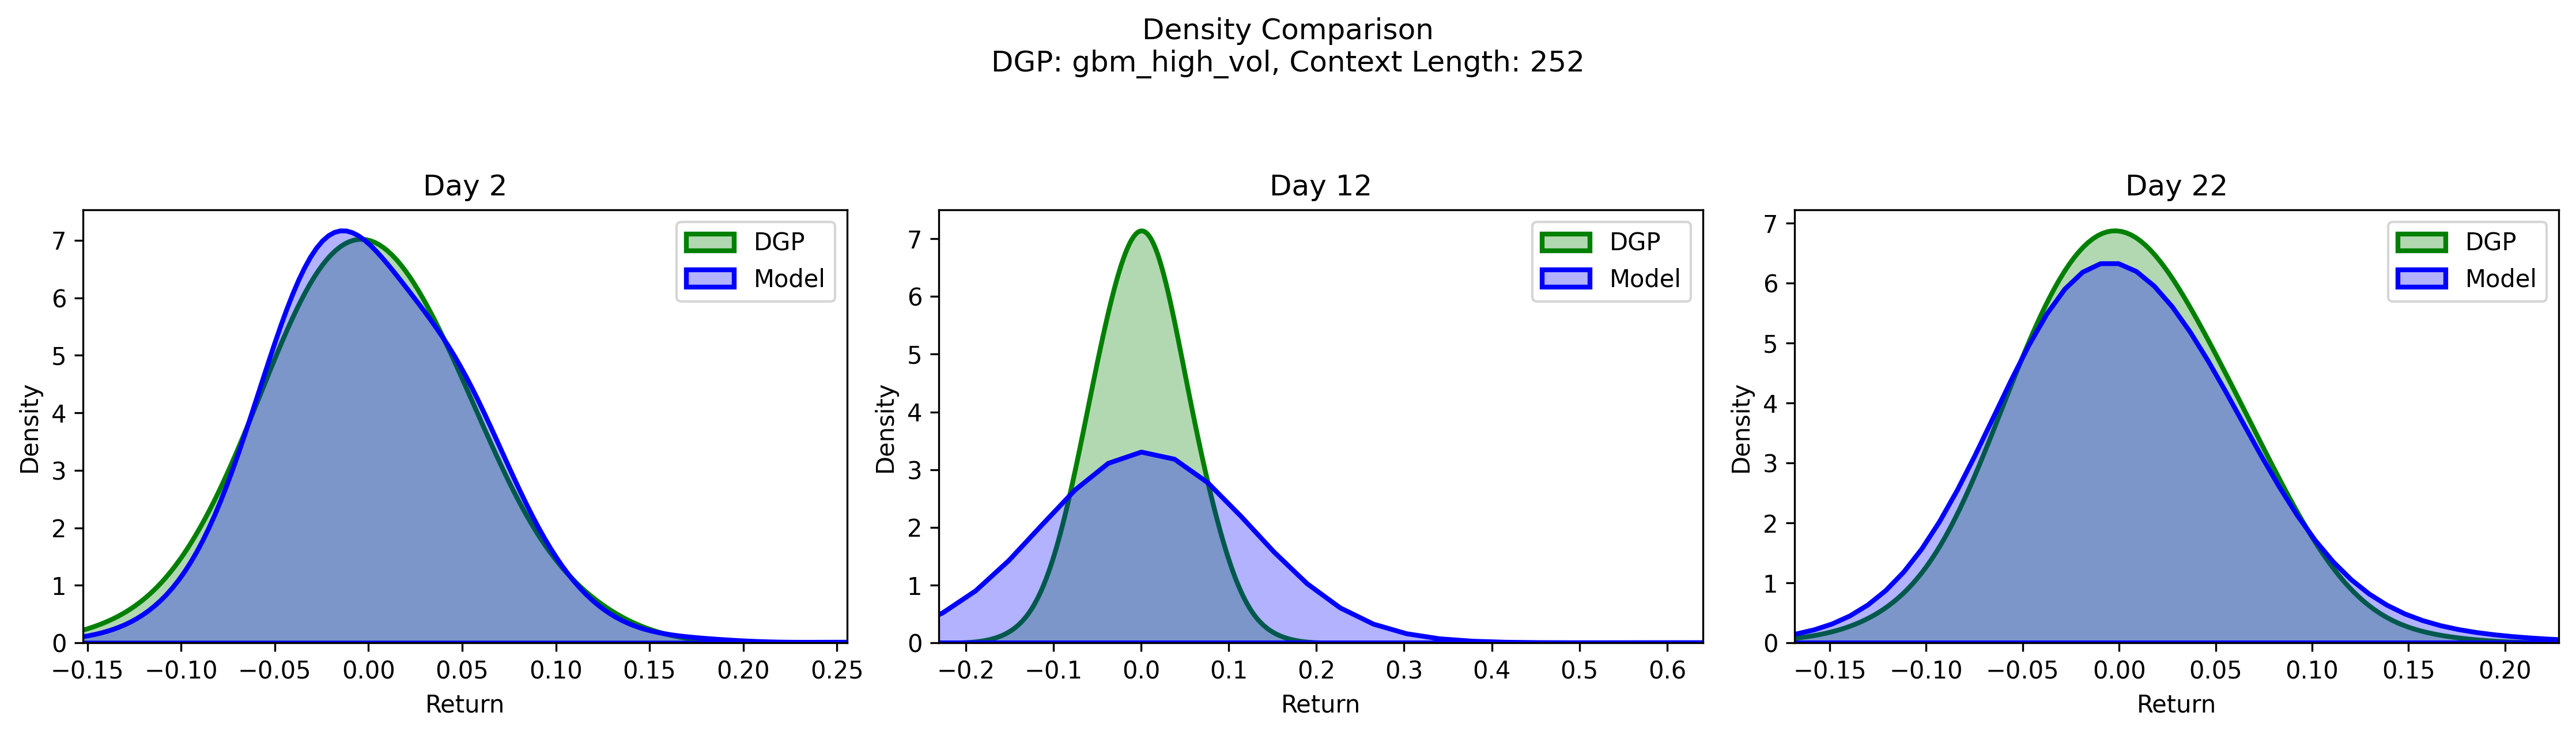 Density Comparison
DGP: gbm_high_vol, Context Length: 252
Day 2
Density
7
6
5
4
3
2
1
0
DGP
Model
−0.15 −0.10 −0.05 0.00 0.05 0.10 0.15 0.20 0.25
Return
Day 12
Density
7
6
5
4
3
2
1
0
DGP
Model
−0.2 −0.1 0.0 0.1 0.2 0.3 0.4 0.5 0.6
Return
Day 22
Density
7
6
5
4
3
2
1
0
DGP
Model
−0.15 −0.10 −0.05 0.00 0.05 0.10 0.15 0.20
Return